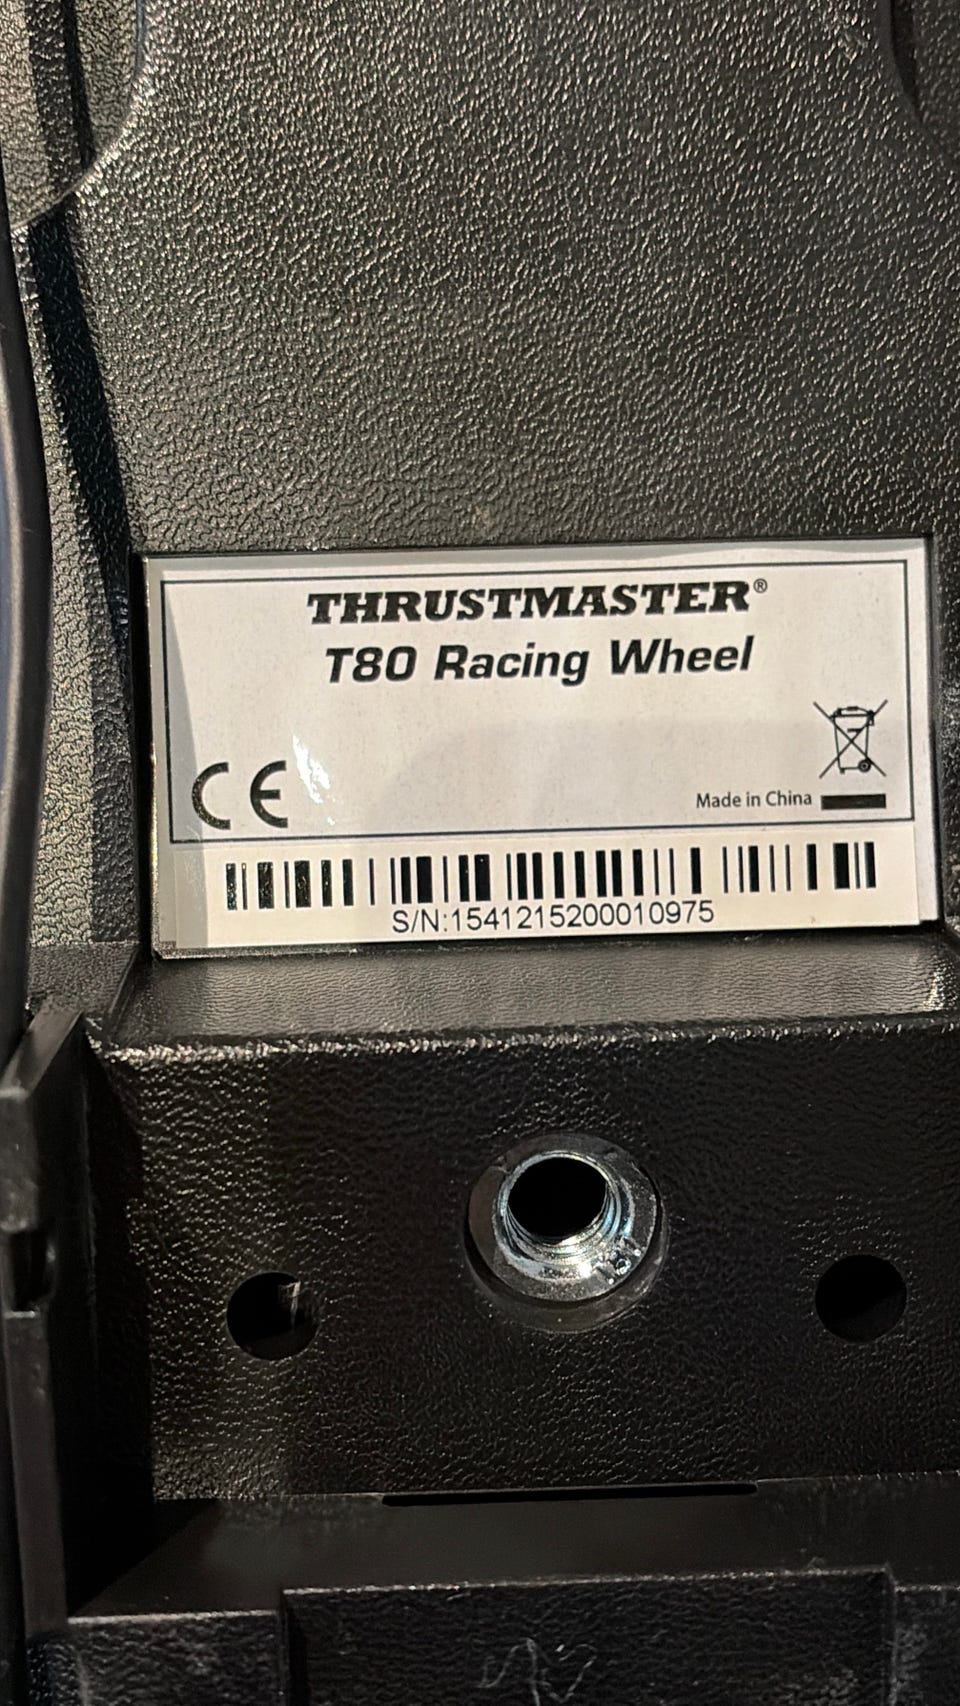 THRUSTMASTER®
T80 Racing Wheel
CE
Made in China
S/N:1541215200010975